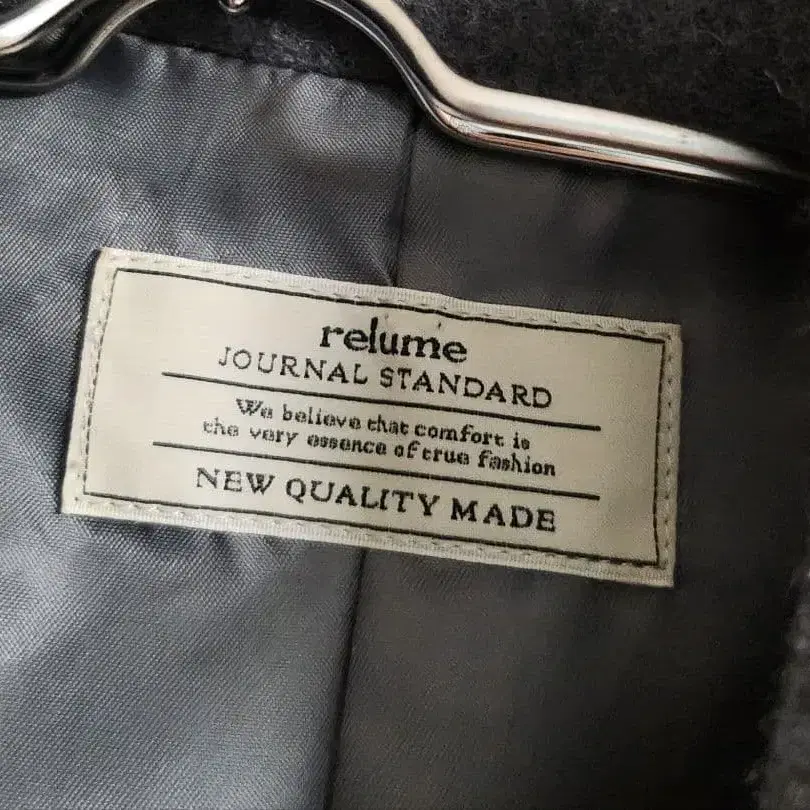 relume
JOURNAL STANDARD
We believe that comfort is
the very essence of true fashion
NEW QUALITY MADE